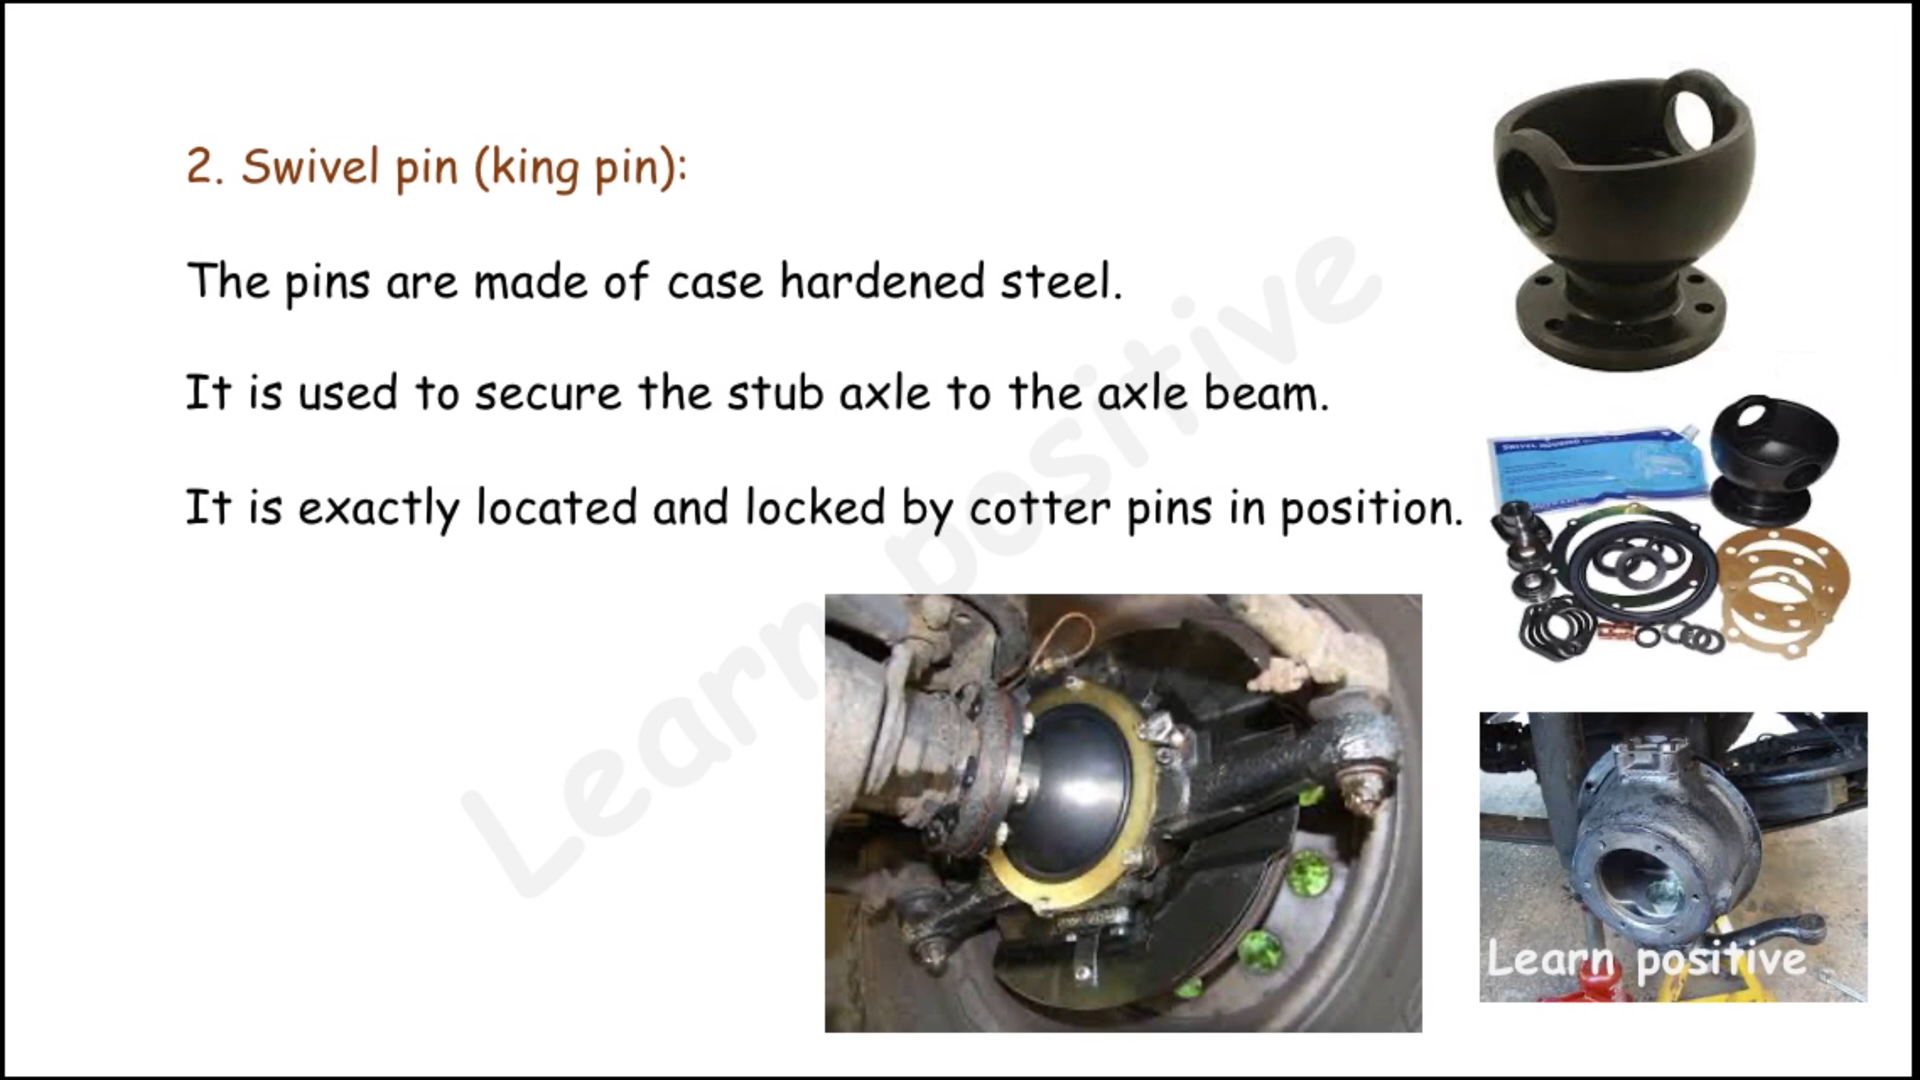 2. Swivel pin (king pin):
The pins are made of case hardened steel.
It is used to secure the stub axle to the axle beam.
It is exactly located and locked by cotter pins in position.
Learn positive
Learn positive